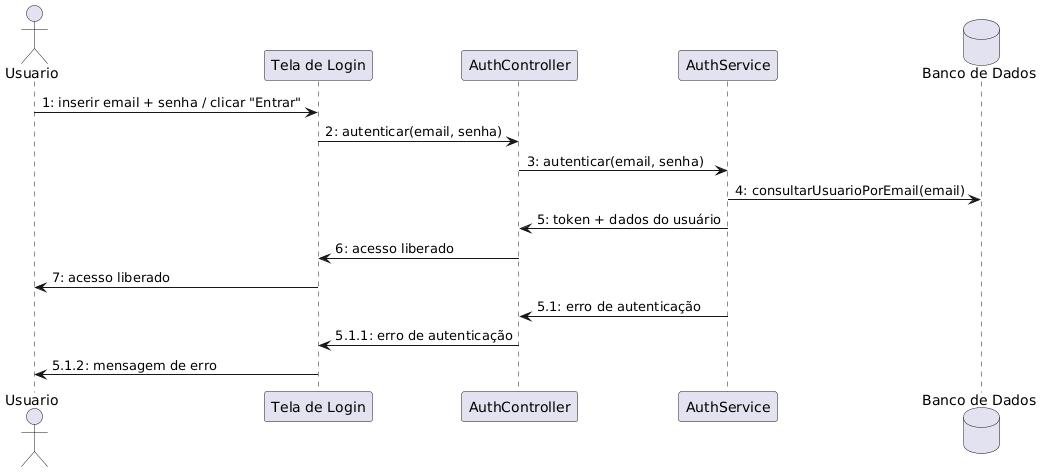 Usuario
Tela de Login
AuthController
AuthService
Banco de Dados
1: inserir email + senha / clicar "Entrar"
2: autenticar(email, senha)
3: autenticar(email, senha)
4: consultarUsuarioPorEmail(email)
5: token + dados do usuário
6: acesso liberado
7: acesso liberado
5.1: erro de autenticação
5.1.1: erro de autenticação
5.1.2: mensagem de erro
Usuario
Tela de Login
AuthController
AuthService
Banco de Dados